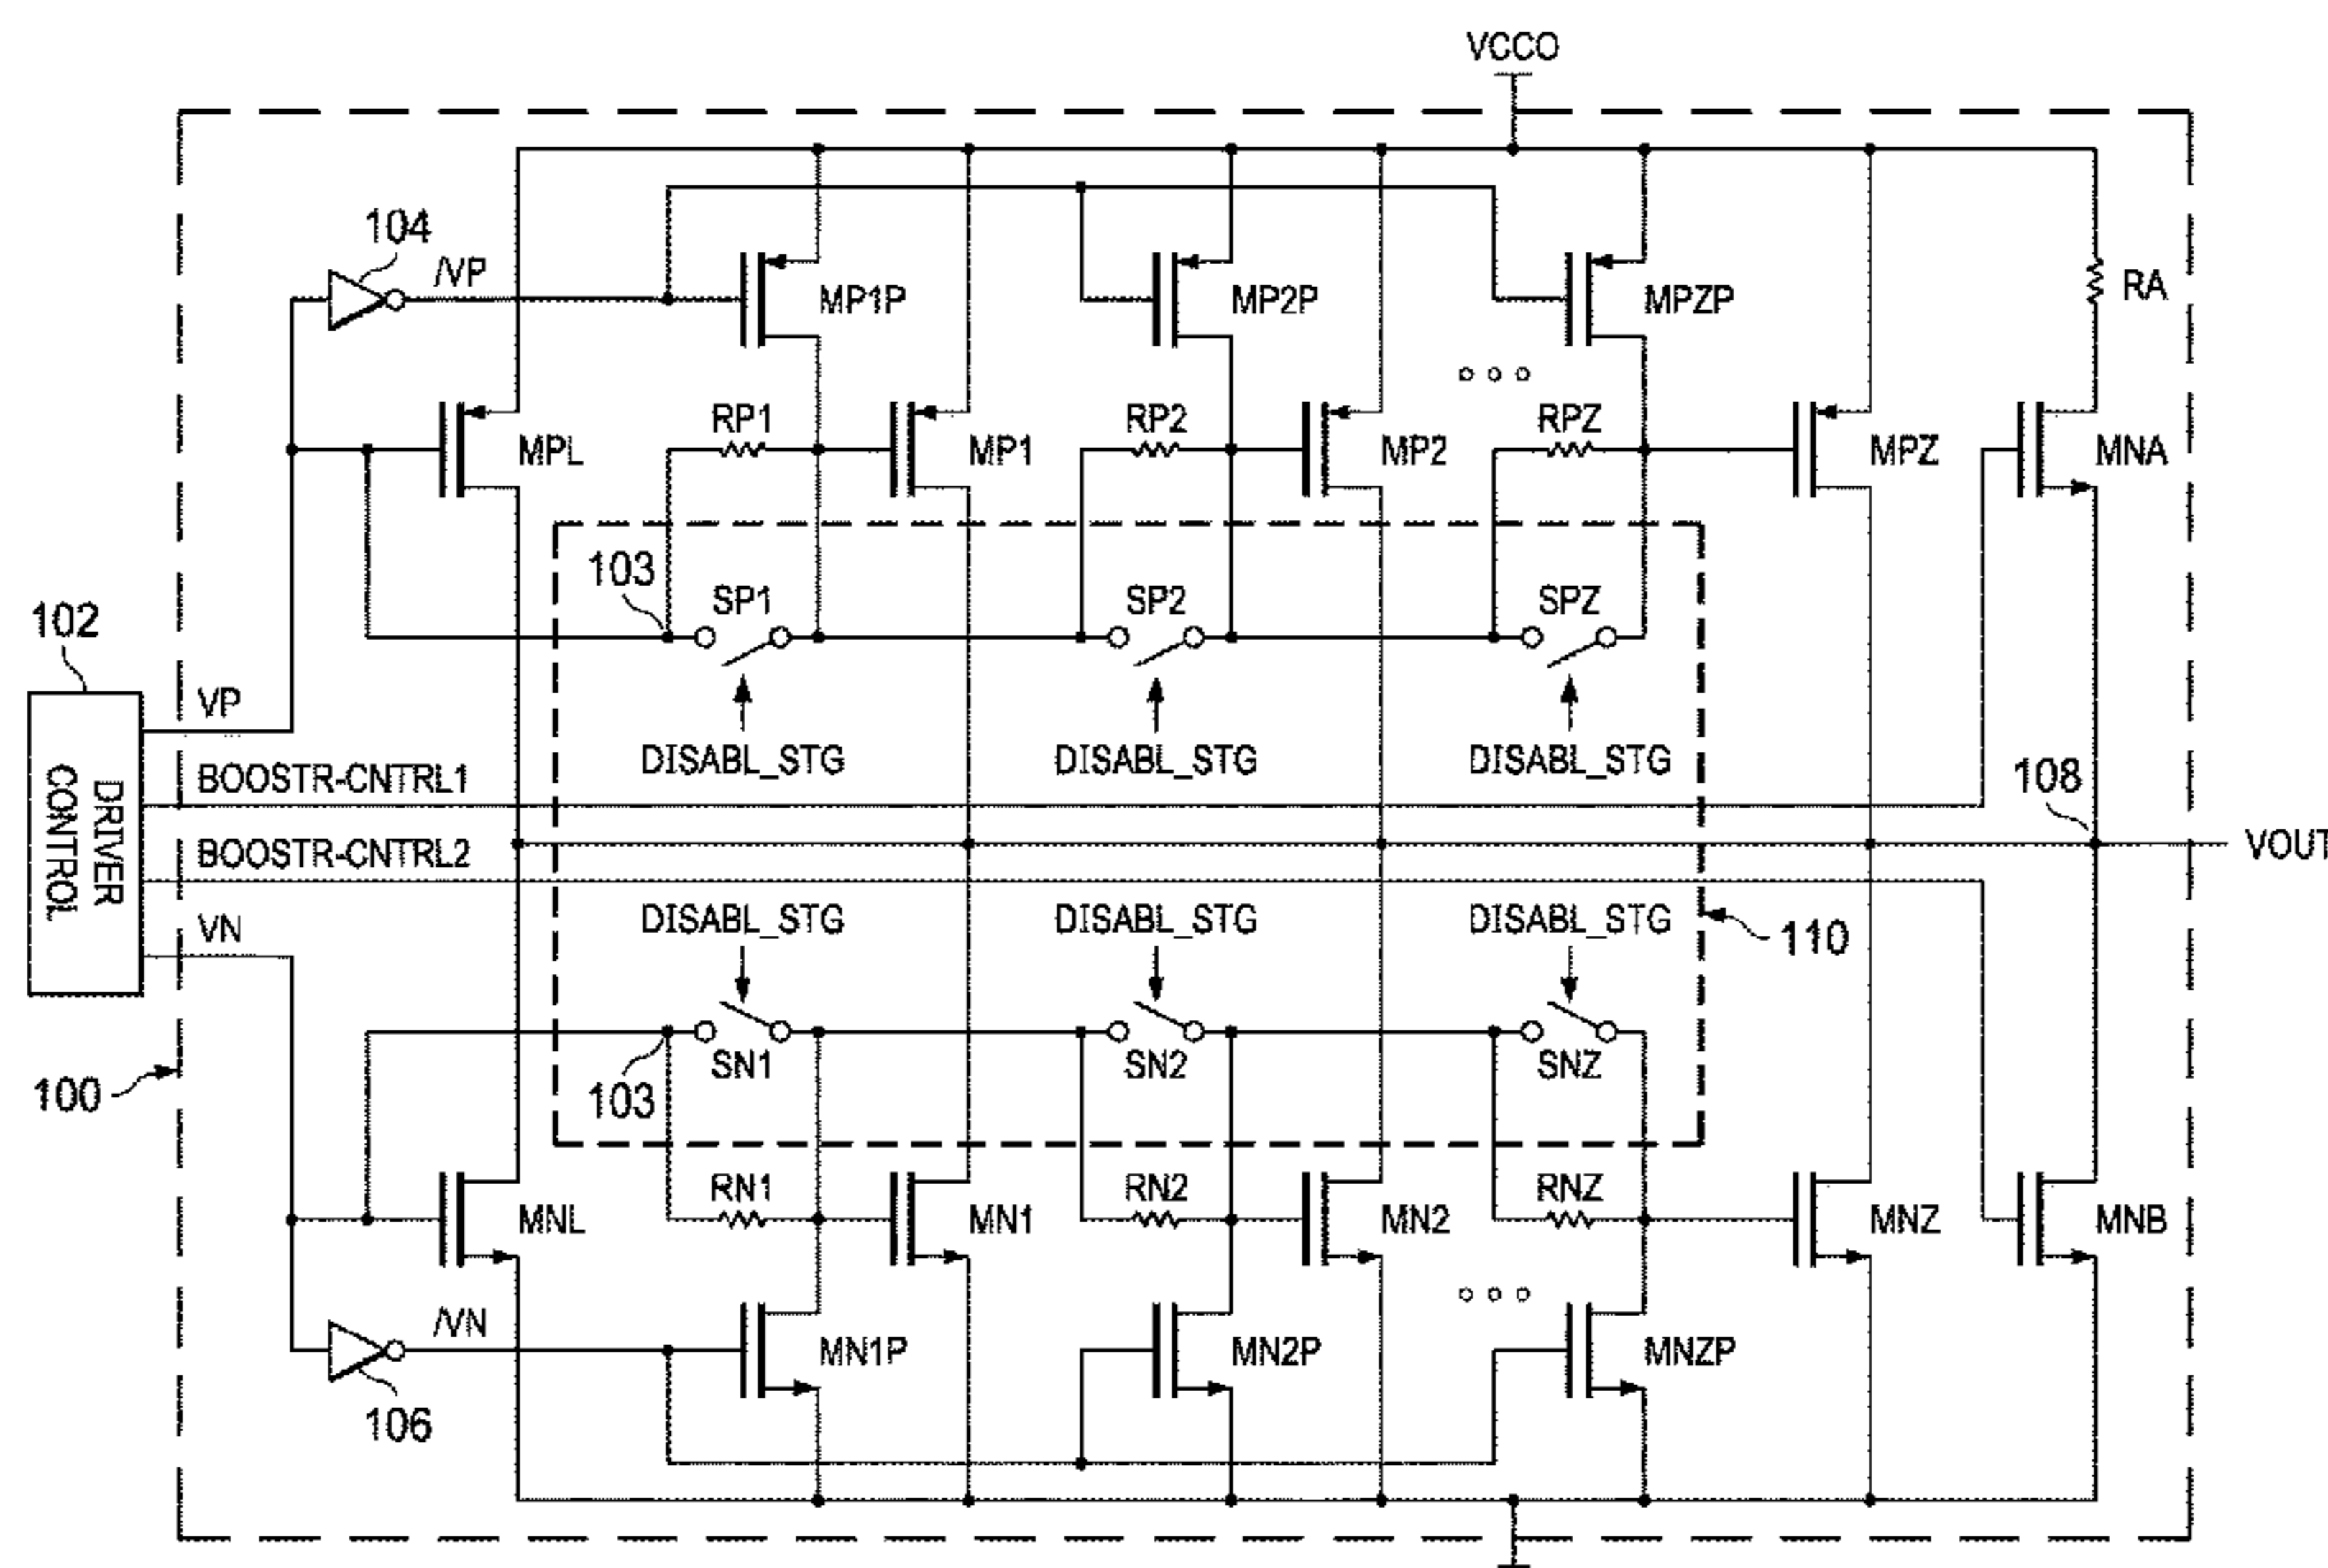 VCCO
104
/VP
MP1P
MP2P
MPZP
RA
RP1
RP2
RPZ
MPL
MP1
MP2
MPZ
MNA
103
SP1
SP2
SPZ
102
VP
DISABL_STG
DISABL_STG
DISABL_STG
108
BOOSTR-CNTRL1
DRIVER
CONTROL
BOOSTR-CNTRL2
VOUT
VN
DISABL_STG
DISABL_STG
DISABL_STG
110
SN1
SN2
SNZ
100
103
RN1
RN2
RNZ
MNL
MN1
MN2
MNZ
MNB
/VN
MN1P
MN2P
MNZP
106